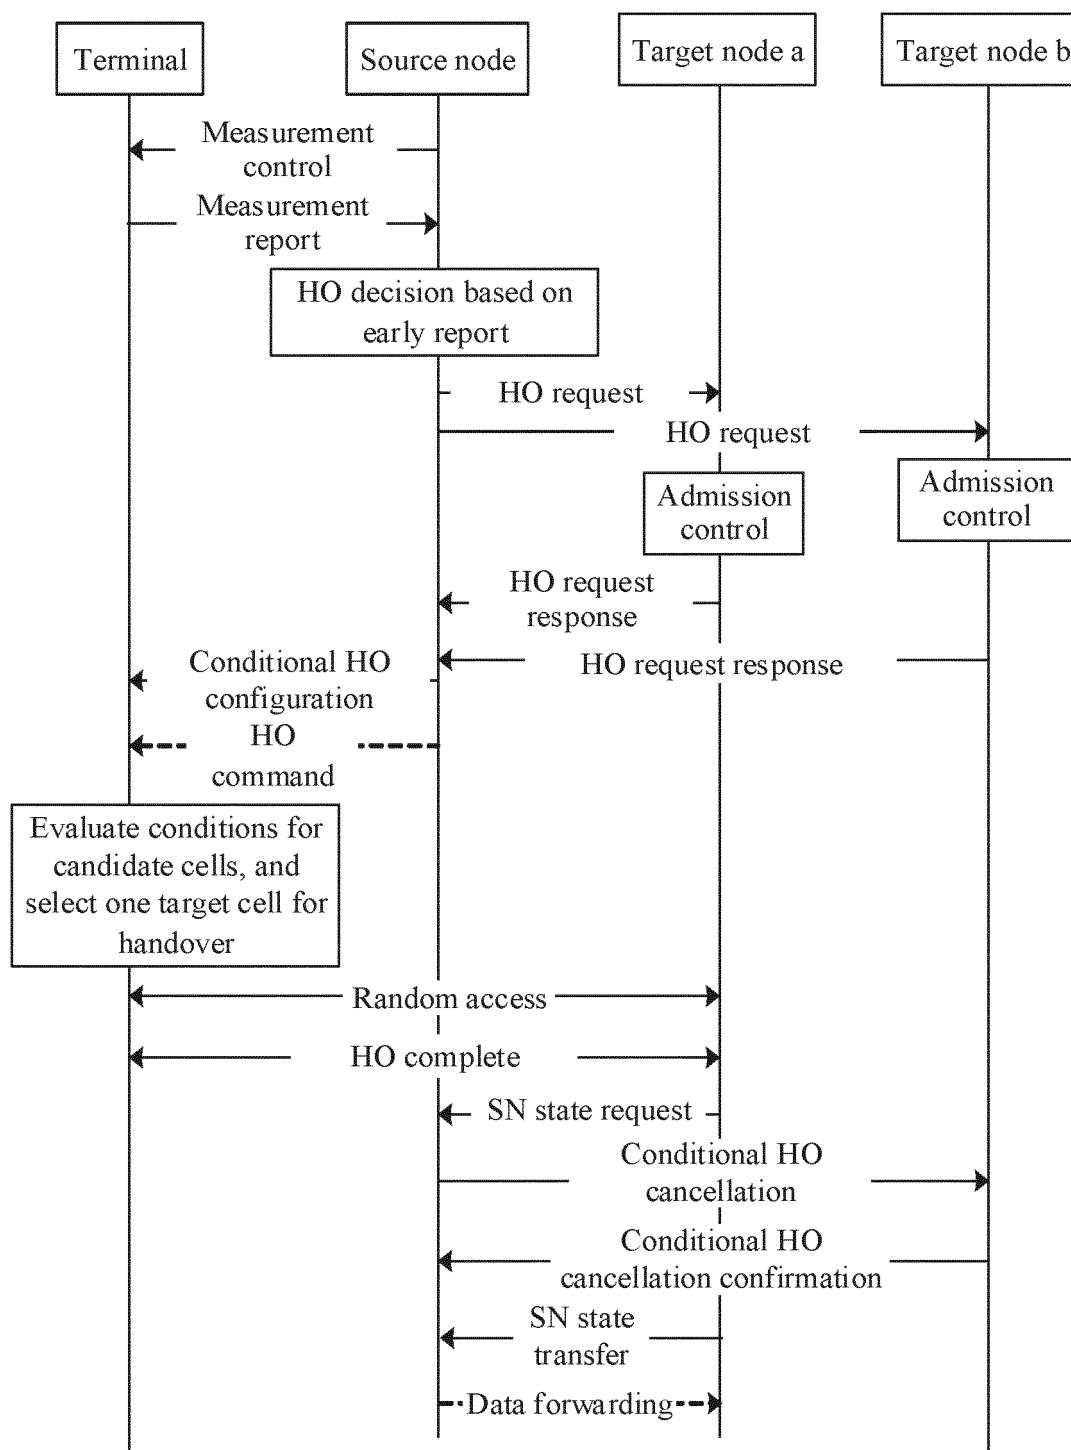 Terminal
Source node
Target node a
Target node b
Measurement
control
Measurement
report
HO decision based on
early report
HO request
HO request
Admission
control
Admission
control
HO request
response
HO request response
Conditional HO
configuration
HO
command
Evaluate conditions for
candidate cells, and
select one target cell for
handover
Random access
HO complete
SN state request
Conditional HO
cancellation
Conditional HO
cancellation confirmation
SN state
transfer
Data forwarding